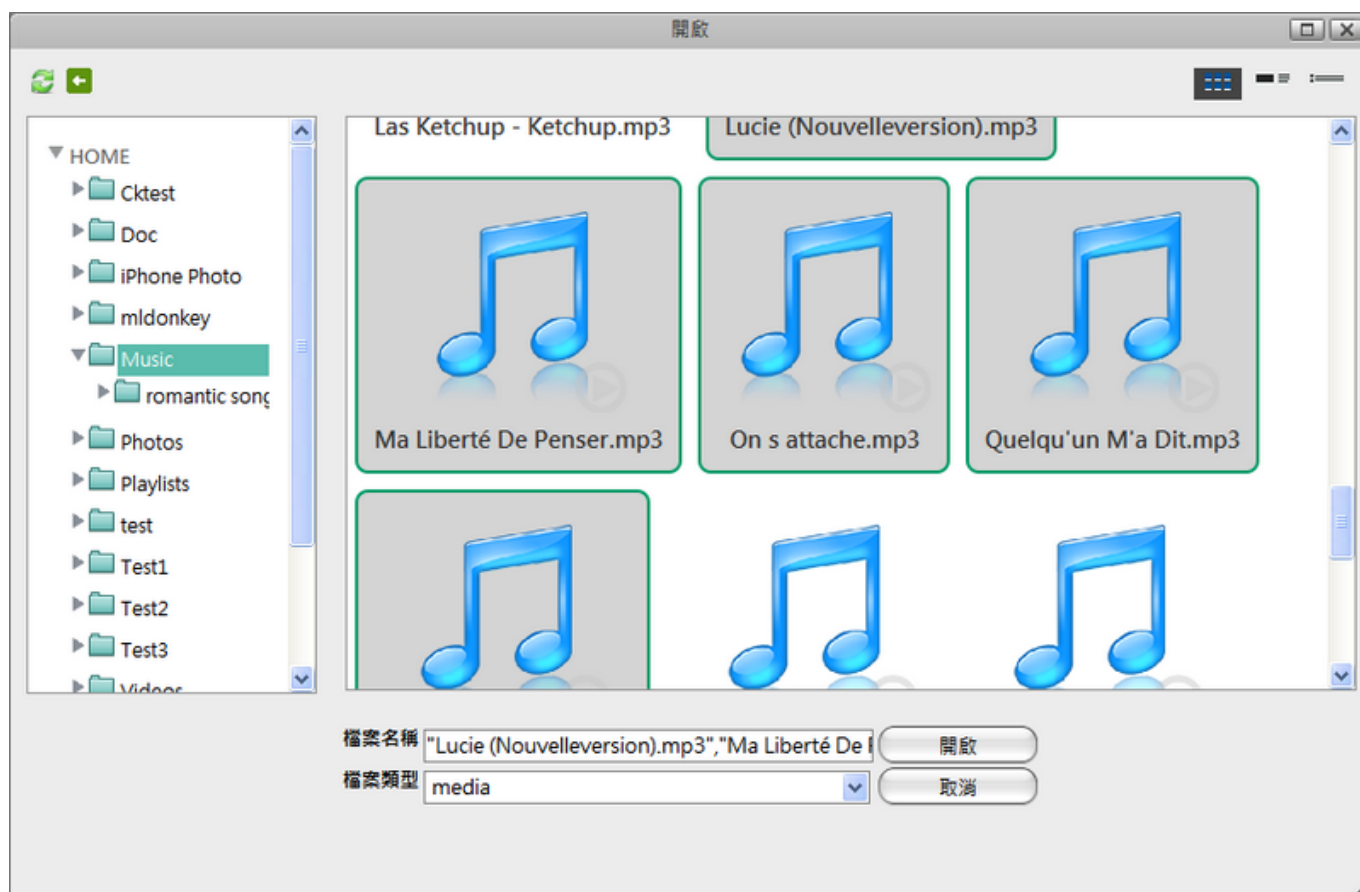 開啟
HOME
Cktest
Doc
iPhone Photo
mldonkey
Music
romantic song
Photos
Playlists
test
Test1
Test2
Test3
Videos
Las Ketchup - Ketchup.mp3
Lucie (Nouvelleversion).mp3
Ma Liberté De Penser.mp3
On s attache.mp3
Quelqu'un M'a Dit.mp3
檔案名稱 "Lucie (Nouvelleversion).mp3","Ma Liberté De 開啟
檔案類型 media 取消